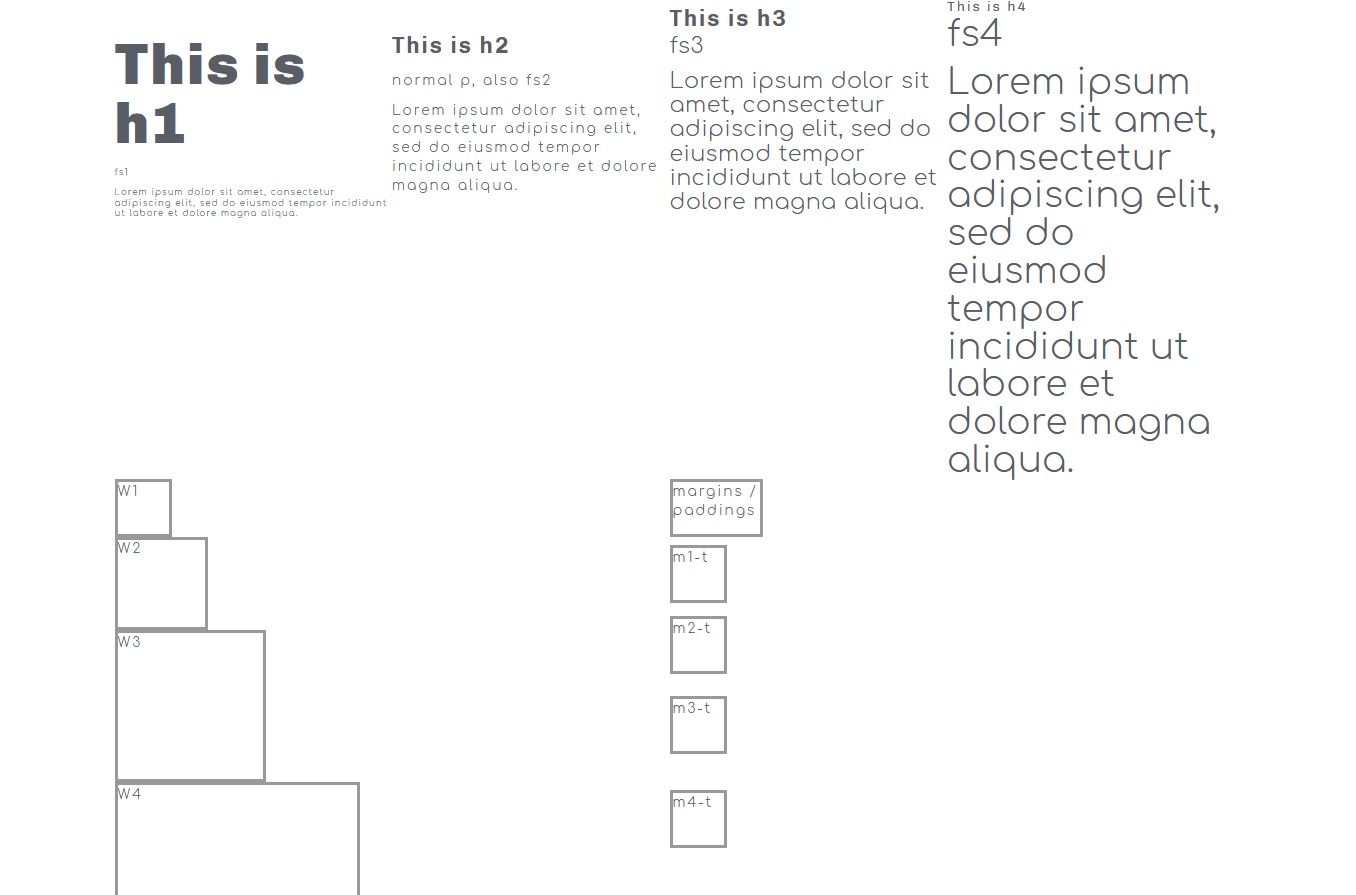 This is
h1
fs1
Lorem ipsum dolor sit amet, consectetur
adipiscing elit, sed do eiusmod tempor incididunt
ut labore et dolore magna aliqua.
This is h2
normal p, also fs2
Lorem ipsum dolor sit amet,
consectetur adipiscing elit,
sed do eiusmod tempor
incididunt ut labore et dolore
magna aliqua.
This is h3
fs3
Lorem ipsum dolor sit
amet, consectetur
adipiscing elit, sed do
eiusmod tempor
incididunt ut labore et
dolore magna aliqua.
This is h4
fs4
Lorem ipsum
dolor sit amet,
consectetur
adipiscing elit,
sed do
eiusmod
tempor
incididunt ut
labore et
dolore magna
aliqua.
W1
W2
W3
W4
margins /
paddings
m1-t
m2-t
m3-t
m4-t